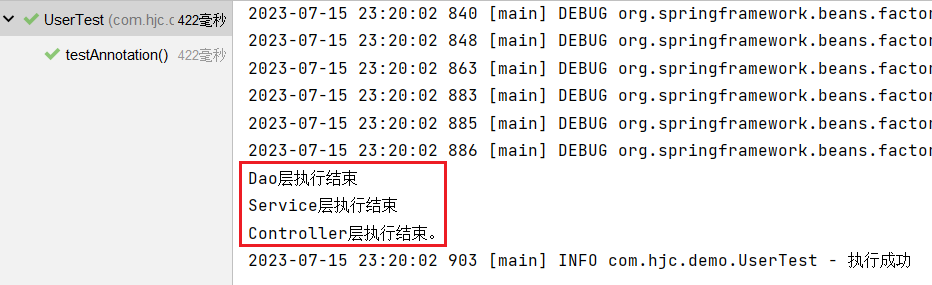 UserTest (com.hjc.c 422毫秒
testAnnotation() 422毫秒
2023-07-15 23:20:02 840 [main] DEBUG org.springframework.beans.factor
2023-07-15 23:20:02 848 [main] DEBUG org.springframework.beans.factor
2023-07-15 23:20:02 863 [main] DEBUG org.springframework.beans.factor
2023-07-15 23:20:02 883 [main] DEBUG org.springframework.beans.factor
2023-07-15 23:20:02 885 [main] DEBUG org.springframework.beans.factor
2023-07-15 23:20:02 886 [main] DEBUG org.springframework.beans.factor
Dao层执行结束
Service层执行结束
Controller层执行结束。
2023-07-15 23:20:02 903 [main] INFO com.hjc.demo.UserTest - 执行成功